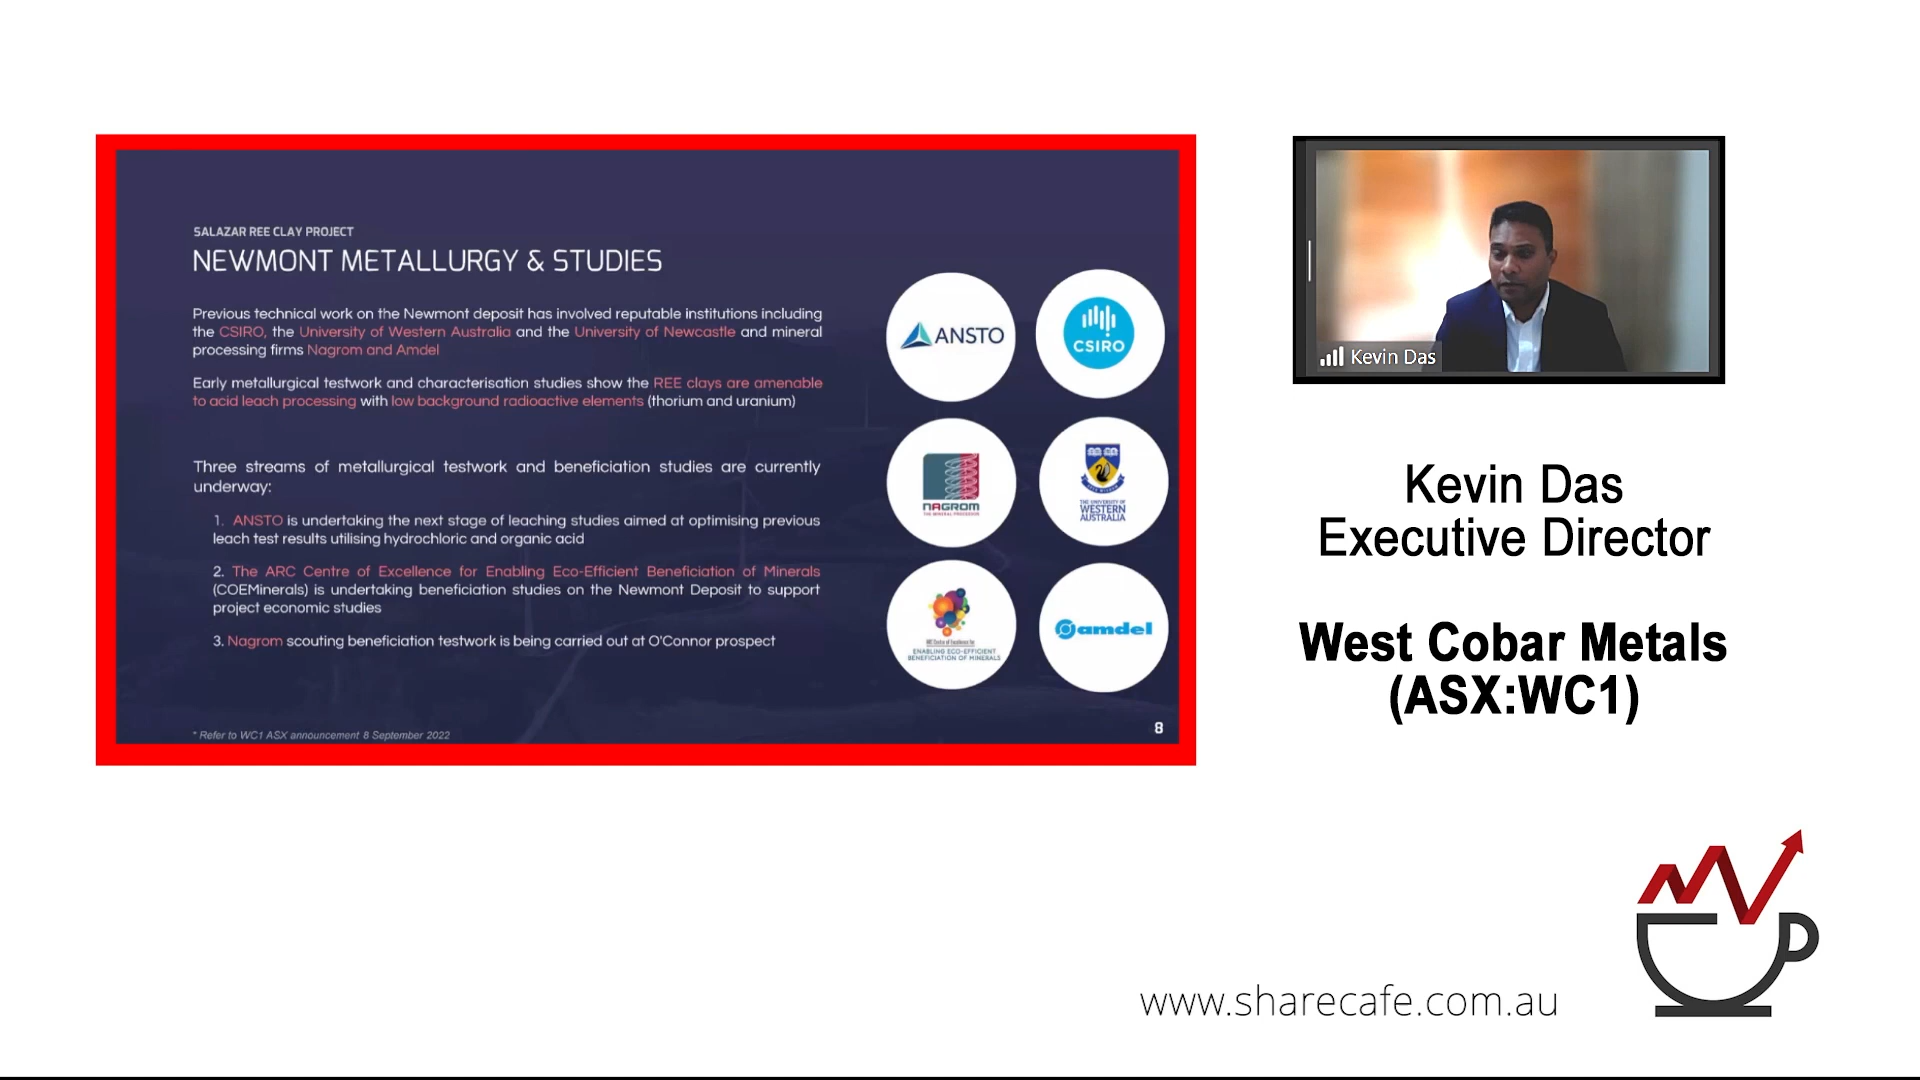 SALAZAR REE CLAY PROJECT
NEWMONT METALLURGY & STUDIES
Previous technical work on the Newmont deposit has involved reputable institutions including
the CSIRO, the University of Western Australia and the University of Newcastle and mineral
processing firms Nagrom and Amdel
Early metallurgical testwork and characterisation studies show the REE clays are amenable
to acid leach processing with low background radioactive elements (thorium and uranium)
Three streams of metallurgical testwork and beneficiation studies are currently
underway:
1. ANSTO is undertaking the next stage of leaching studies aimed at optimising previous
leach test results utilising hydrochloric and organic acid
2. The ARC Centre of Excellence for Enabling Eco-Efficient Beneficiation of Minerals
(COEMinerals) is undertaking beneficiation studies on the Newmont Deposit to support
project economic studies
3. Nagrom scouting beneficiation testwork is being carried out at O'Connor prospect
* Refer to WC1 ASX announcement 8 September 2022
8
ANSTO
CSIRO
NAGROM
THE MINERAL PROCESSOR
THE UNIVERSITY OF
WESTERN
AUSTRALIA
ARC Centre of Excellence for
ENABLING ECO-EFFICIENT
BENEFICIATION OF MINERALS
amdel
Kevin Das
Kevin Das
Executive Director
West Cobar Metals
(ASX:WC1)
www.sharecafe.com.au